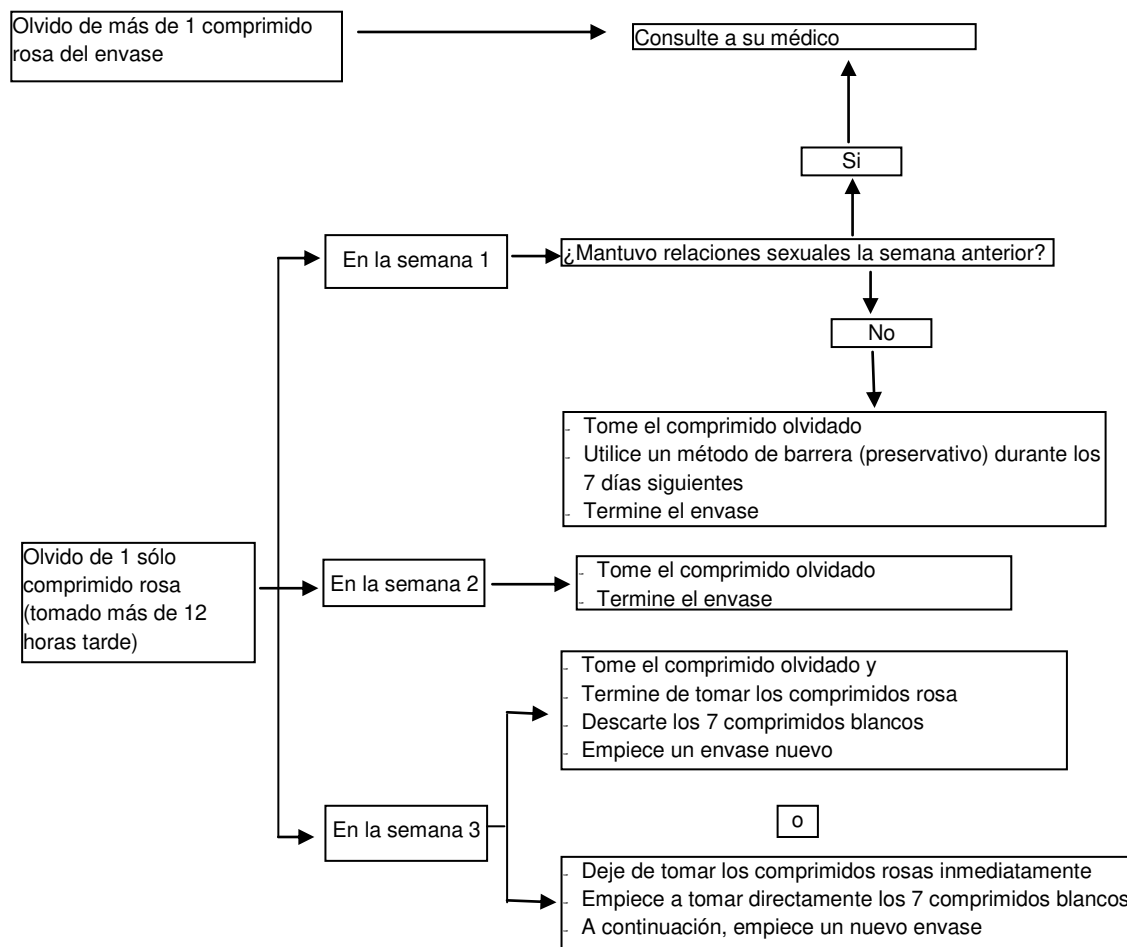 Olvido de más de 1 comprimido
rosa del envase
Consulte a su médico
Si
En la semana 1
¿Mantuvo relaciones sexuales la semana anterior?
No
- Tome el comprimido olvidado
- Utilice un método de barrera (preservativo) durante los
7 días siguientes
- Termine el envase
Olvido de 1 sólo
comprimido rosa
(tomado más de 12
horas tarde)
En la semana 2
- Tome el comprimido olvidado
- Termine el envase
- Tome el comprimido olvidado y
- Termine de tomar los comprimidos rosa
- Descarte los 7 comprimidos blancos
- Empiece un envase nuevo
En la semana 3
o
- Deje de tomar los comprimidos rosas inmediatamente
- Empiece a tomar directamente los 7 comprimidos blancos
- A continuación, empiece un nuevo envase